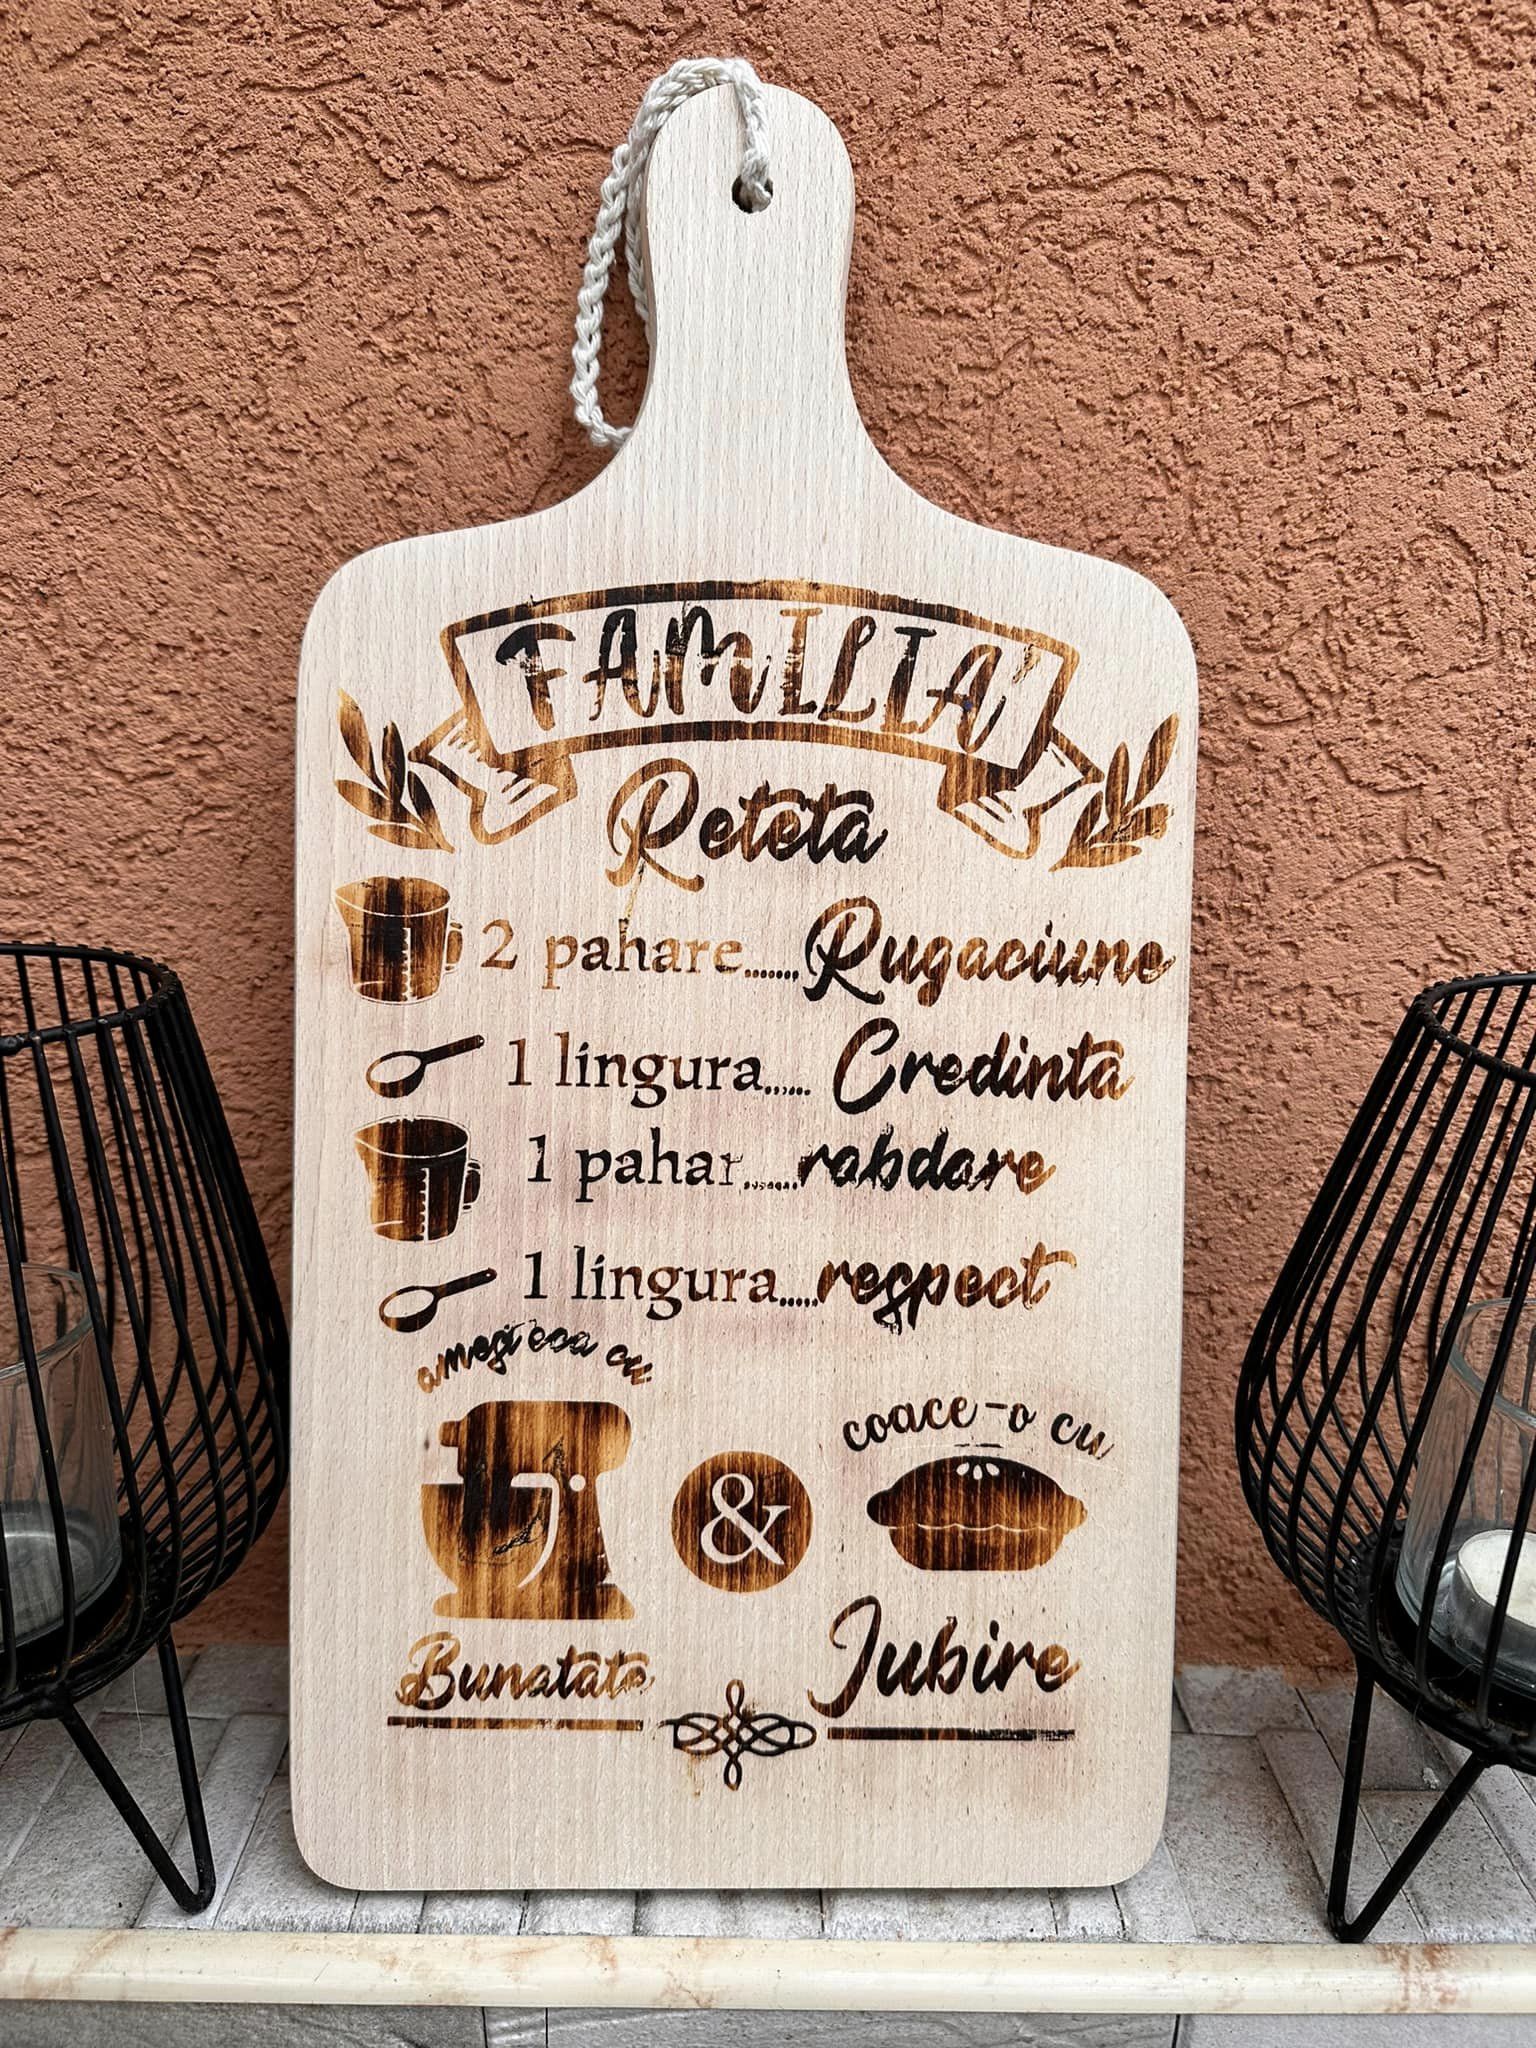 FAMILIA'
Reteta
2 pahare.......Rugaciune
1 lingura...... Credinta
1 pahar.......rabdare
1 lingura.....respect
amesteca cu
coace-o cu
&
Bunatate
Iubire